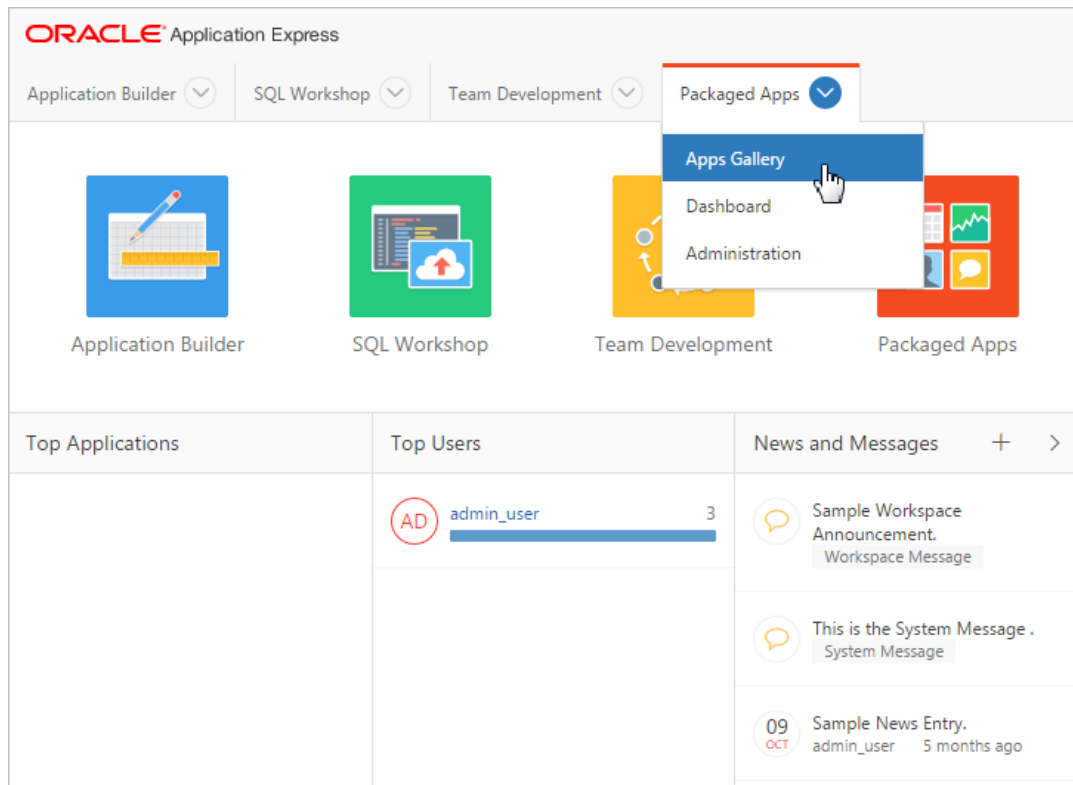 ORACLE Application Express
Application Builder
SQL Workshop
Team Development
Packaged Apps
Apps Gallery
Dashboard
Administration
Application Builder
SQL Workshop
Team Development
Packaged Apps
Top Applications
Top Users
News and Messages
AD
admin_user
3
Sample Workspace
Announcement.
Workspace Message
This is the System Message .
System Message
09
OCT
Sample News Entry.
admin_user 5 months ago